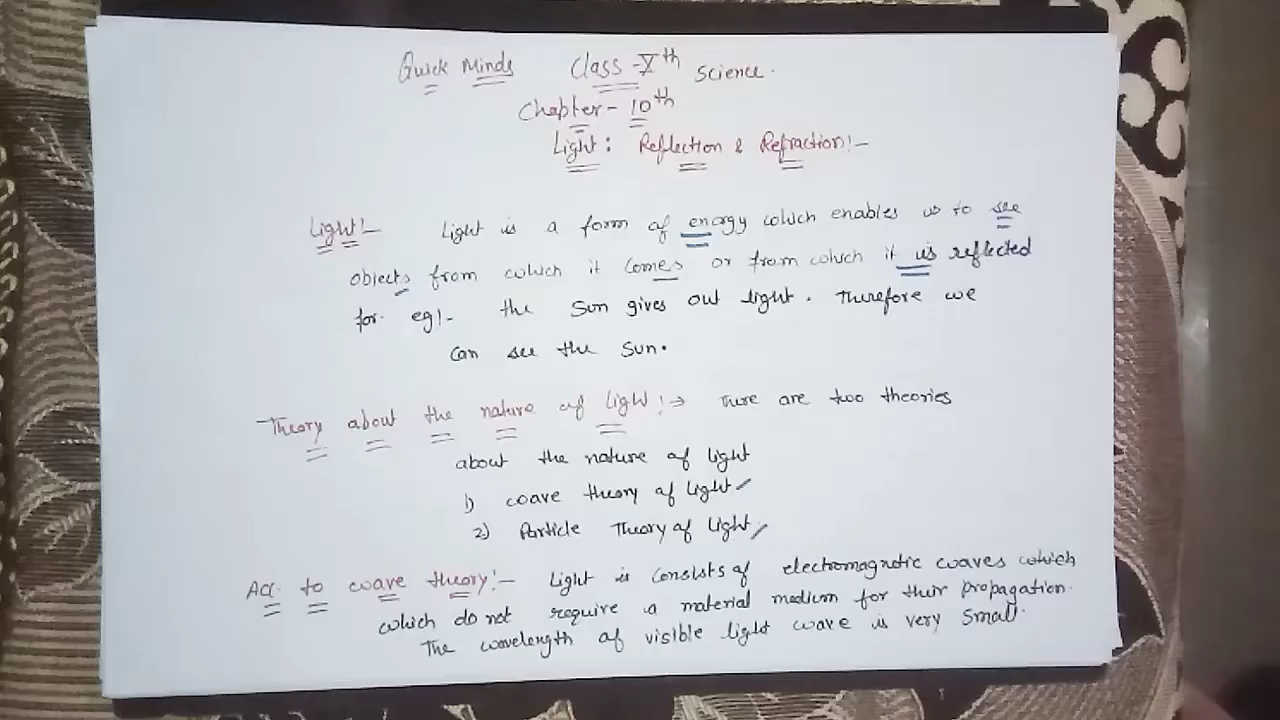 Quick Minds Class -Xth Science.
Chapter - 10th
Light: Reflection & Refraction!-
Light!- Light is a form of energy which enables us to see
objects from which it comes or from which it is reflected
for eg!- the Sun gives out light. Therefore we
can see the Sun.
Theory about the nature of light!→ There are two theories
about the nature of light
1) wave theory of light
2) Particle Theory of light
Acc. to wave theory!- Light is consists of electromagnetic waves which
which do not require a material medium for their propagation.
The wavelength of visible light wave is very small.